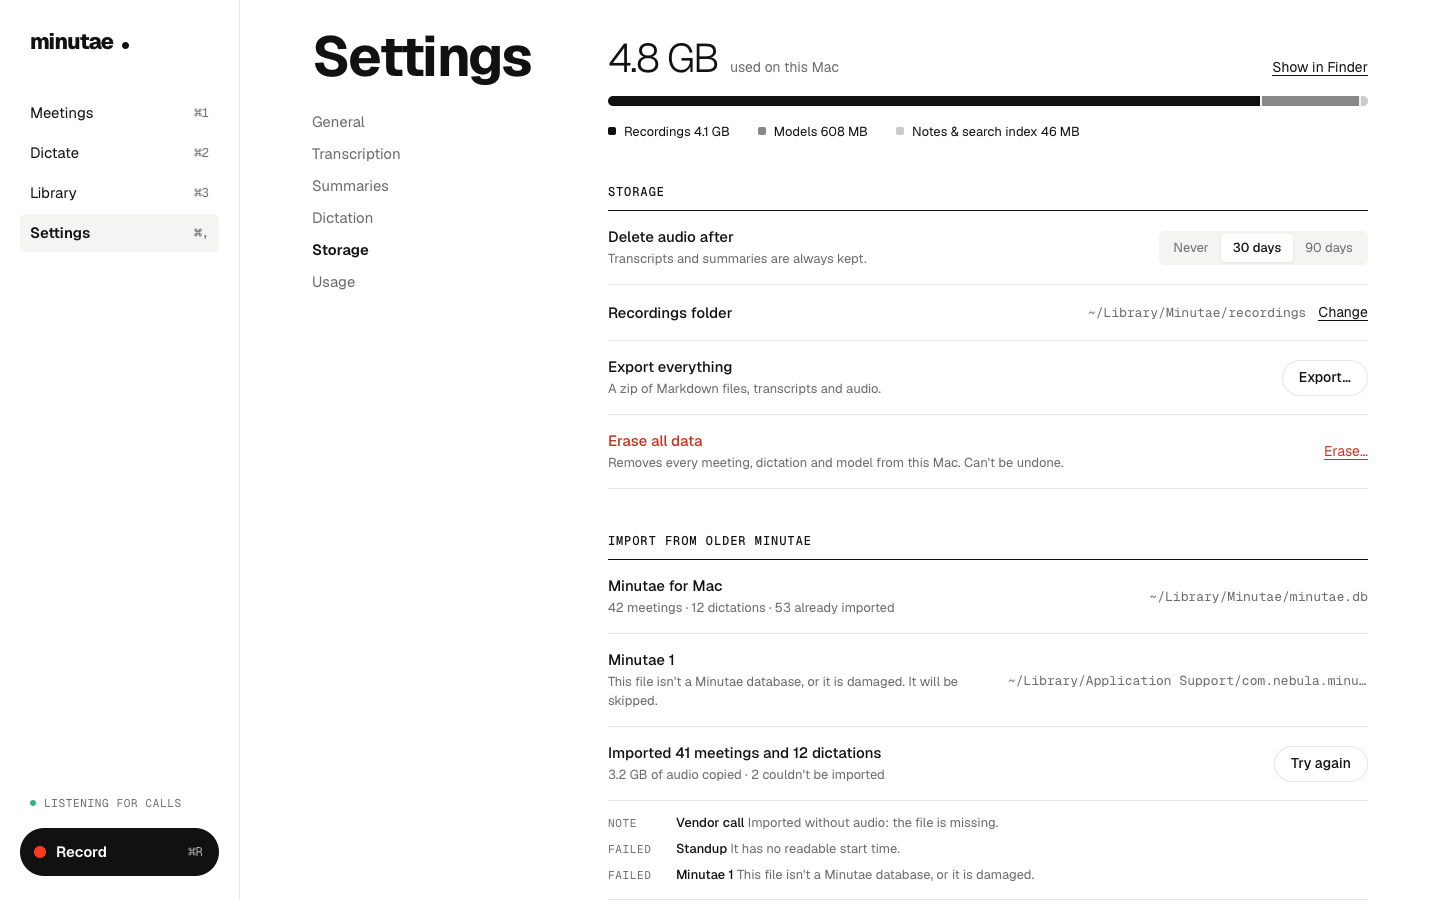 minutae
Meetings ⌘1
Dictate ⌘2
Library ⌘3
Settings ⌘,
LISTENING FOR CALLS
Record ⌘R
Settings
General
Transcription
Summaries
Dictation
Storage
Usage
4.8 GB used on this Mac Show in Finder
Recordings 4.1 GB Models 608 MB Notes & search index 46 MB
STORAGE
Delete audio after
Transcripts and summaries are always kept.
Never 30 days 90 days
Recordings folder ~/Library/Minutae/recordings Change
Export everything
A zip of Markdown files, transcripts and audio.
Export…
Erase all data
Removes every meeting, dictation and model from this Mac. Can't be undone.
Erase…
IMPORT FROM OLDER MINUTAE
Minutae for Mac
42 meetings · 12 dictations · 53 already imported
~/Library/Minutae/minutae.db
Minutae 1
This file isn't a Minutae database, or it is damaged. It will be
skipped.
~/Library/Application Support/com.nebula.minu…
Imported 41 meetings and 12 dictations
3.2 GB of audio copied · 2 couldn't be imported
Try again
NOTE Vendor call Imported without audio: the file is missing.
FAILED Standup It has no readable start time.
FAILED Minutae 1 This file isn't a Minutae database, or it is damaged.